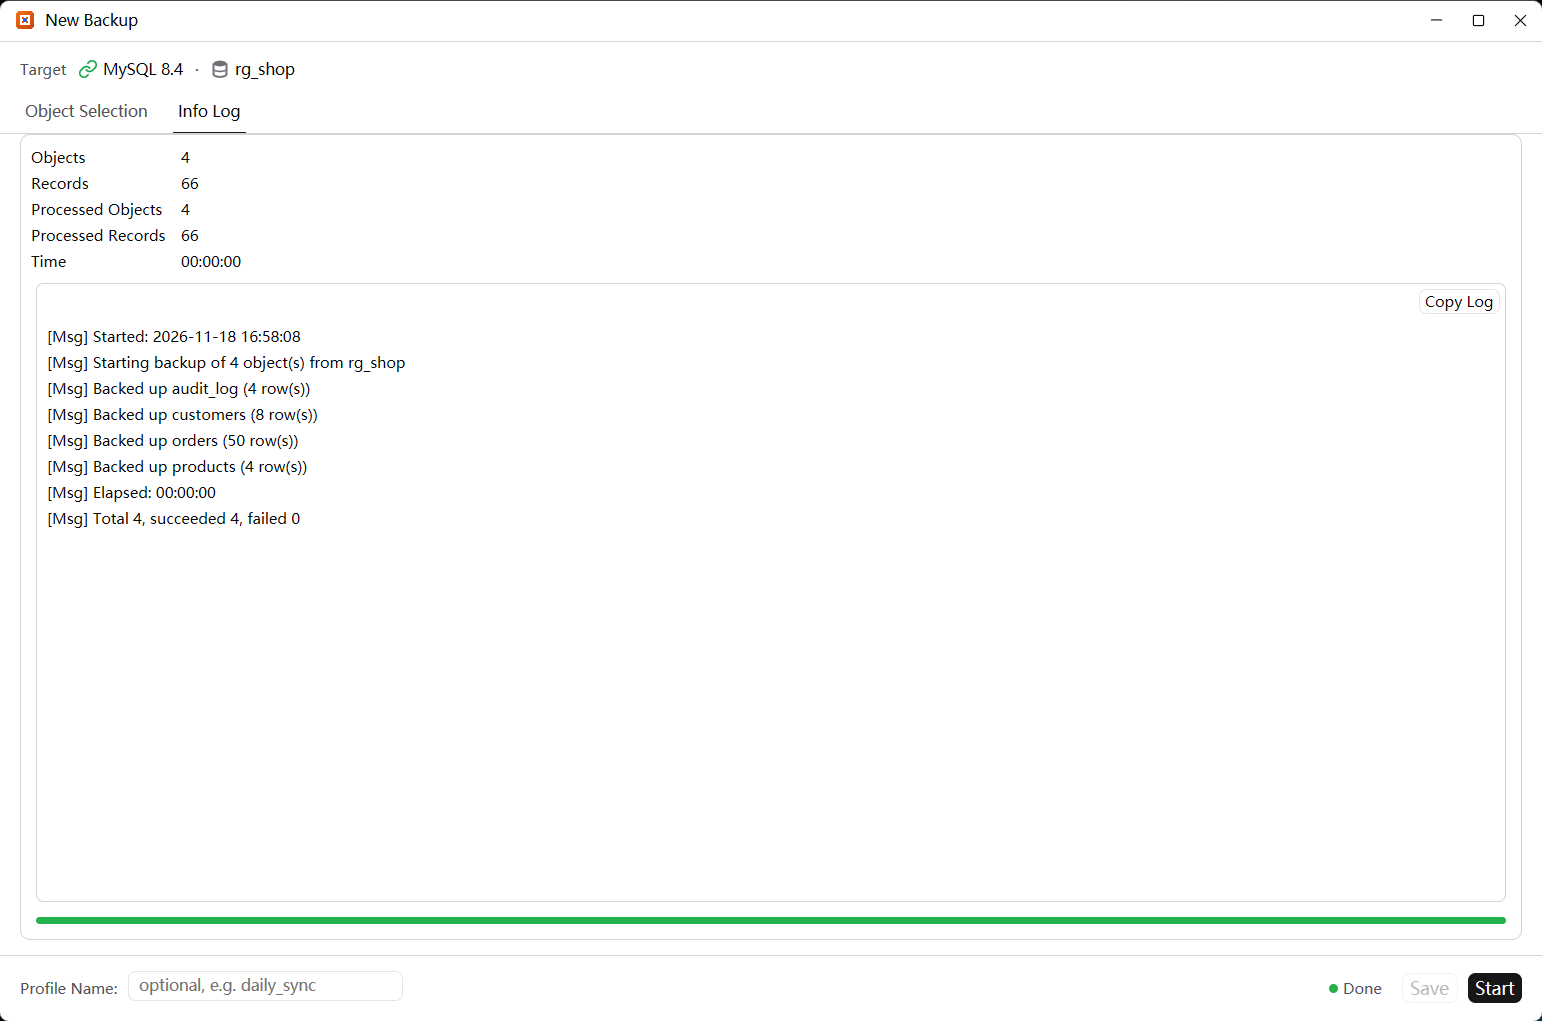 New Backup
Target MySQL 8.4 · rg_shop
Object Selection Info Log
Objects 4
Records 66
Processed Objects 4
Processed Records 66
Time 00:00:00
Copy Log
[Msg] Started: 2026-11-18 16:58:08
[Msg] Starting backup of 4 object(s) from rg_shop
[Msg] Backed up audit_log (4 row(s))
[Msg] Backed up customers (8 row(s))
[Msg] Backed up orders (50 row(s))
[Msg] Backed up products (4 row(s))
[Msg] Elapsed: 00:00:00
[Msg] Total 4, succeeded 4, failed 0
Profile Name: optional, e.g. daily_sync Done Save Start